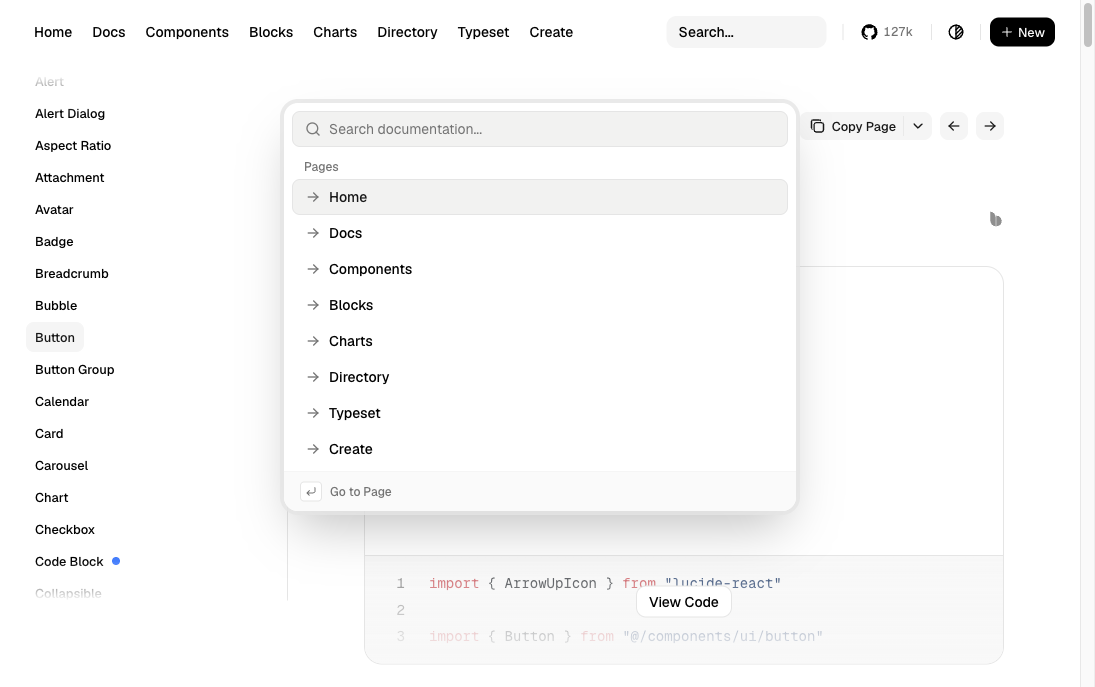 Home Docs Components Blocks Charts Directory Typeset Create Search... 127k New
Alert
Alert Dialog
Aspect Ratio
Attachment
Avatar
Badge
Breadcrumb
Bubble
Button
Button Group
Calendar
Card
Carousel
Chart
Checkbox
Code Block
Collapsible
Search documentation...
Pages
Home
Docs
Components
Blocks
Charts
Directory
Typeset
Create
Go to Page
Copy Page
1 import { ArrowUpIcon } from "lucide-react"
2
View Code
3 import { Button } from "@/components/ui/button"